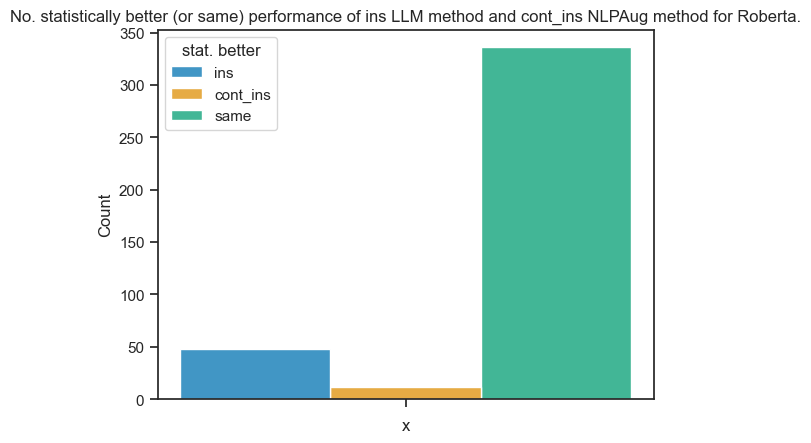 No. statistically better (or same) performance of ins LLM method and cont_ins NLPAug method for Roberta.
stat. better
ins
cont_ins
same
Count
350
300
250
200
150
100
50
0
x